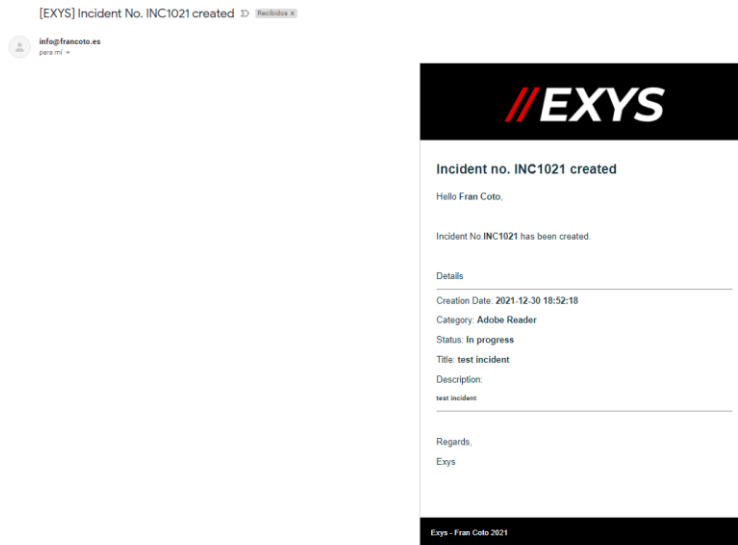 [EXYS] Incident No. INC1021 created Recibidos x
info@francoto.es
para mí
//EXYS
Incident no. INC1021 created
Hello Fran Coto,
Incident No.INC1021 has been created.
Details
Creation Date: 2021-12-30 18:52:18
Category: Adobe Reader
Status: In progress
Title: test incident
Description:
test incident
Regards,
Exys
Exys - Fran Coto 2021